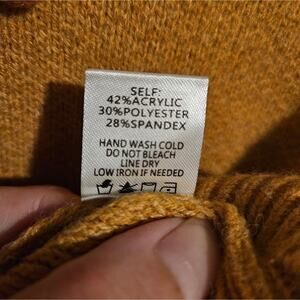 SELF:
42%ACRYLIC
30%POLYESTER
28%SPANDEX
HAND WASH COLD
DO NOT BLEACH
LINE DRY
LOW IRON IF NEEDED